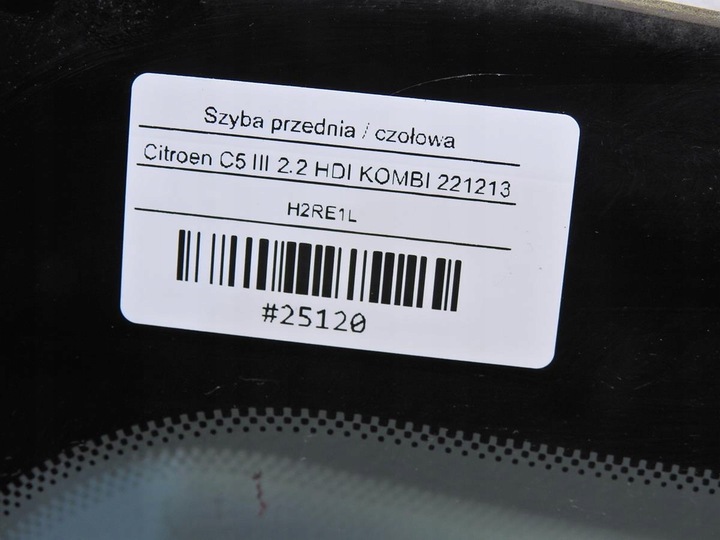 Szyba przednia / czołowa
Citroen C5 III 2.2 HDI KOMBI 221213
H2RE1L
#25120